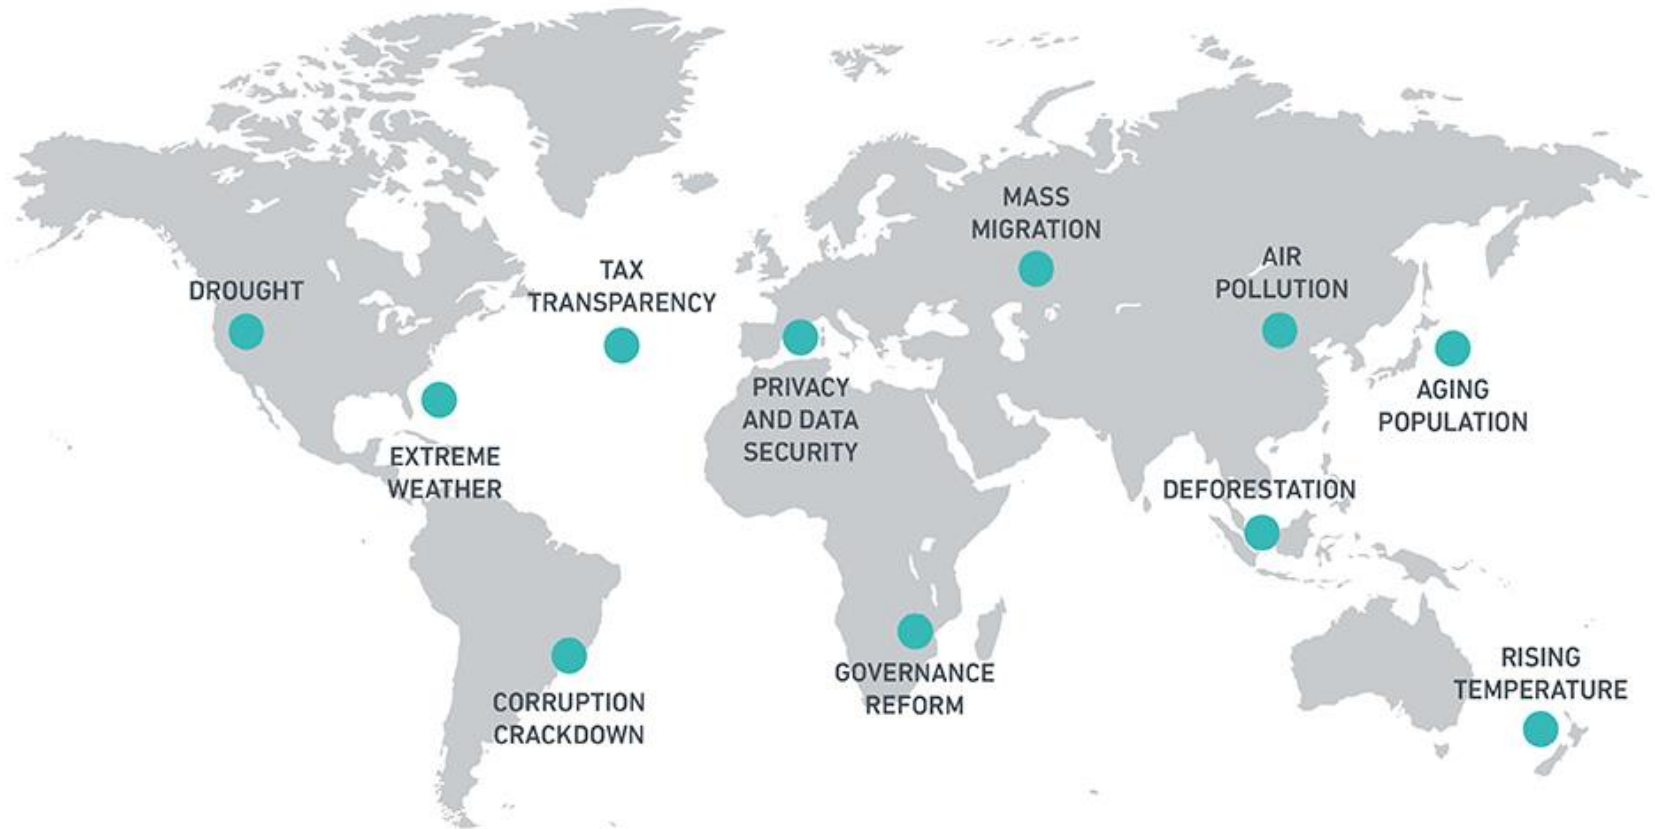 MASS
MIGRATION
AIR
POLLUTION
TAX
TRANSPARENCY
DROUGHT
PRIVACY
AND DATA
SECURITY
AGING
POPULATION
EXTREME
WEATHER
DEFORESTATION
RISING
TEMPERATURE
GOVERNANCE
REFORM
CORRUPTION
CRACKDOWN